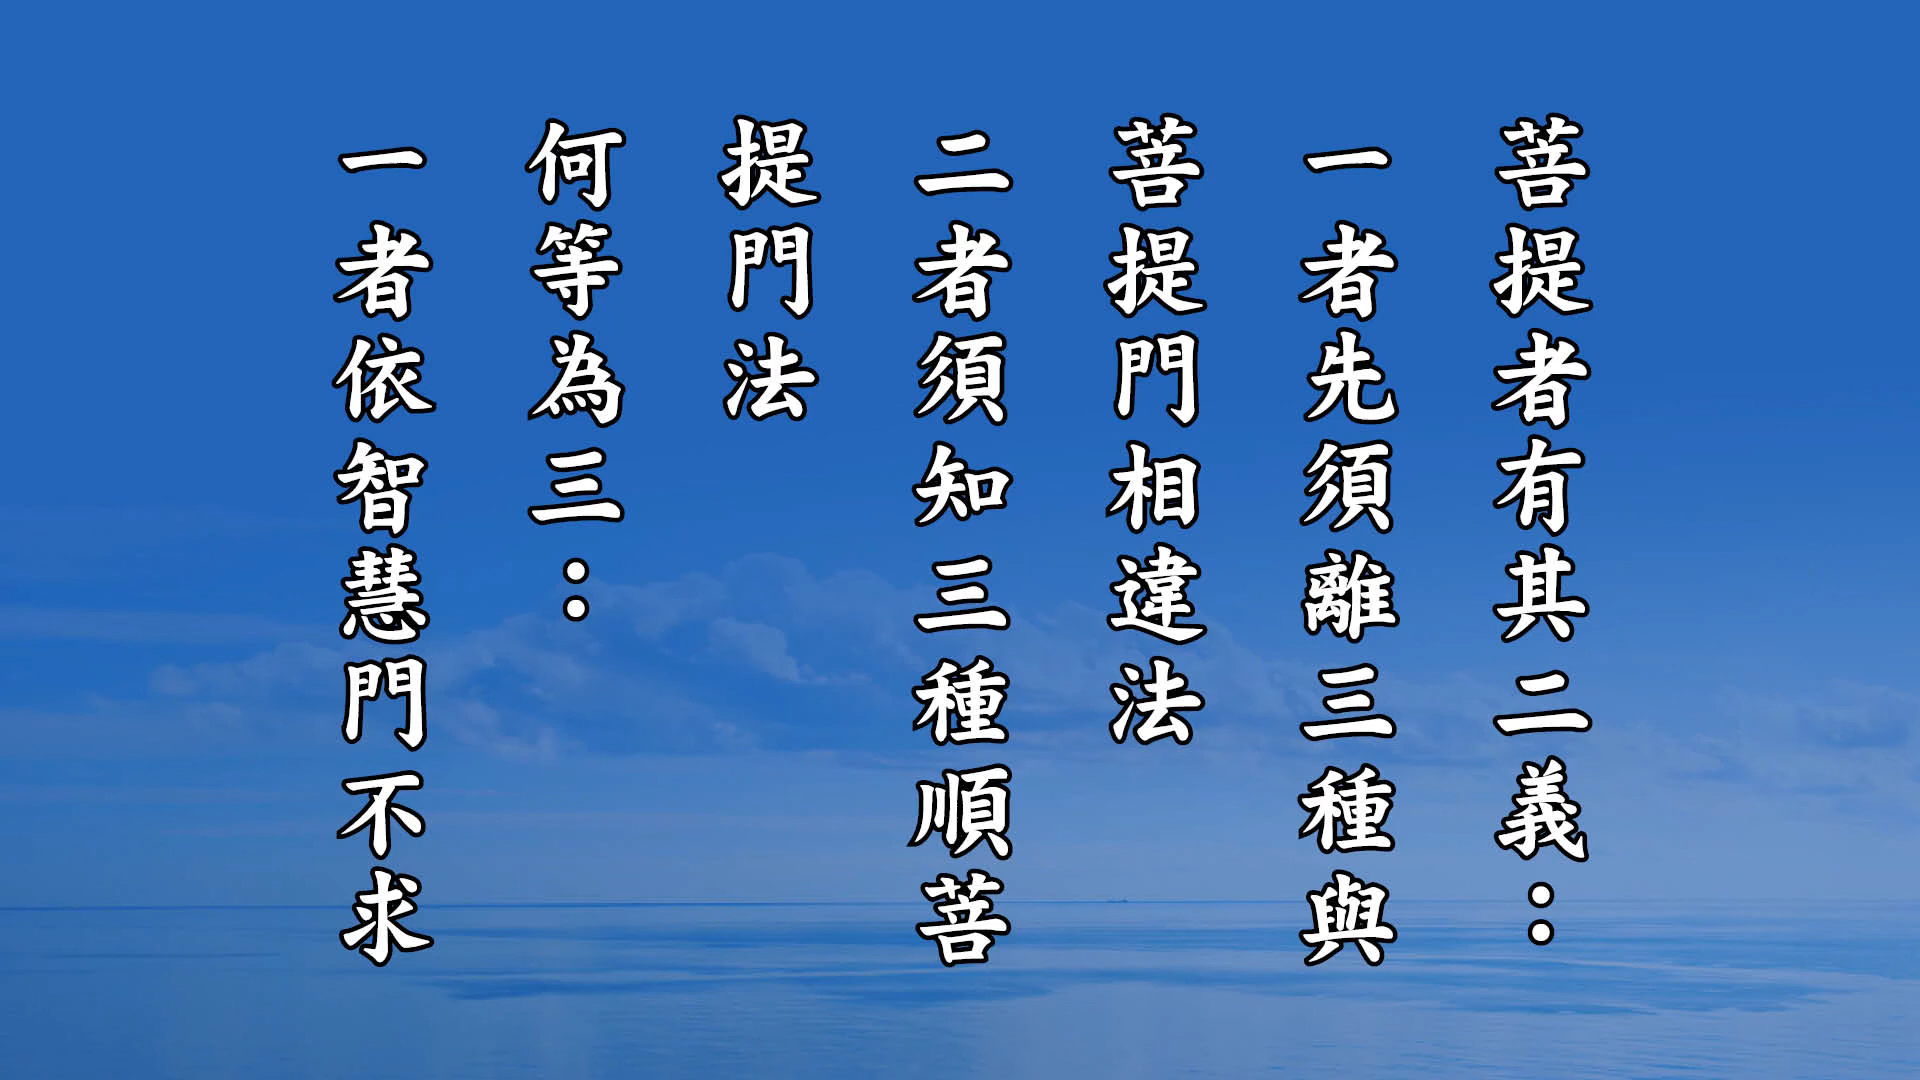 菩提者有其二義：
一者先須離三種與
菩提門相違法
二者須知三種順菩
提門法
何等為三：
一者依智慧門不求